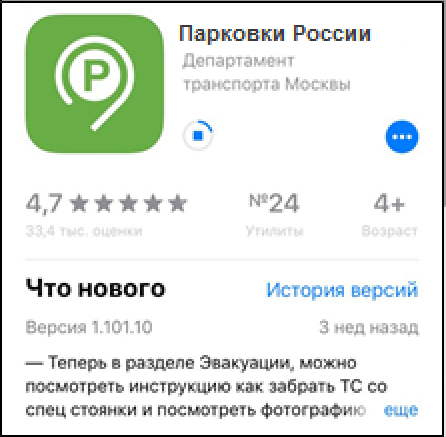 P
Парковки России
Департамент
транспорта Москвы
4,7 ★★★★★
№24
4+
33,4 тыс. оценки
Утилиты
Возраст
Что нового
История версий
Версия 1.101.10
3 нед назад
— Теперь в разделе Эвакуации, можно
посмотреть инструкцию как забрать ТС со
спец стоянки и посмотреть фотографию еще